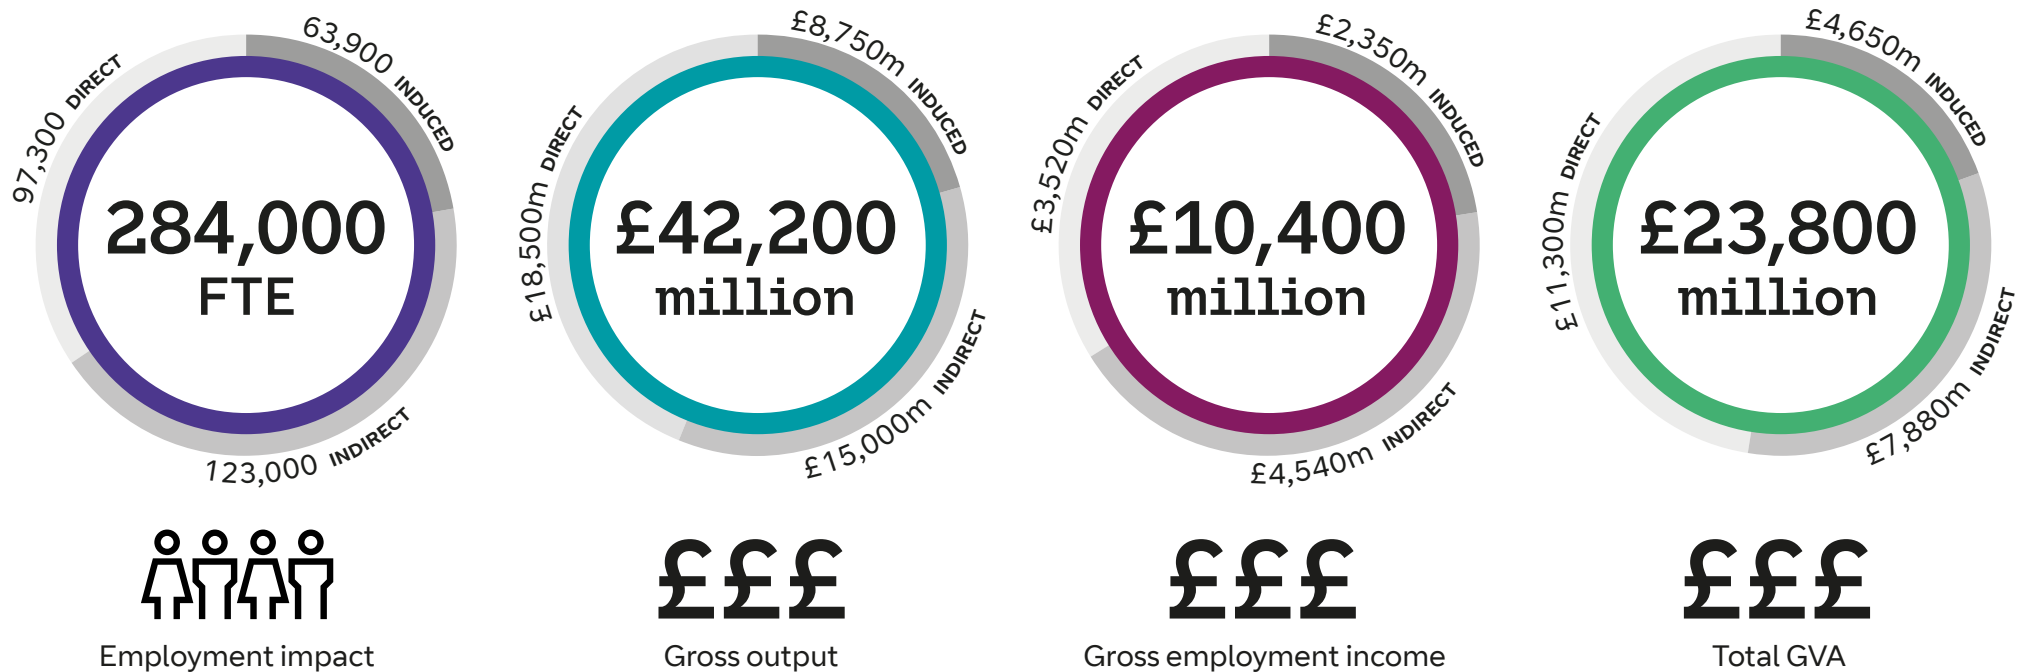 97,300 DIRECT
63,900 INDUCED
284,000
FTE
123,000 INDIRECT
Employment impact
£18,500m DIRECT
£8,750m INDUCED
£42,200
million
£15,000m INDIRECT
£££
Gross output
£3,520m DIRECT
£2,350m INDUCED
£10,400
million
£4,540m INDIRECT
£££
Gross employment income
£11,300m DIRECT
£4,650m INDUCED
£23,800
million
£7,880m INDIRECT
£££
Total GVA